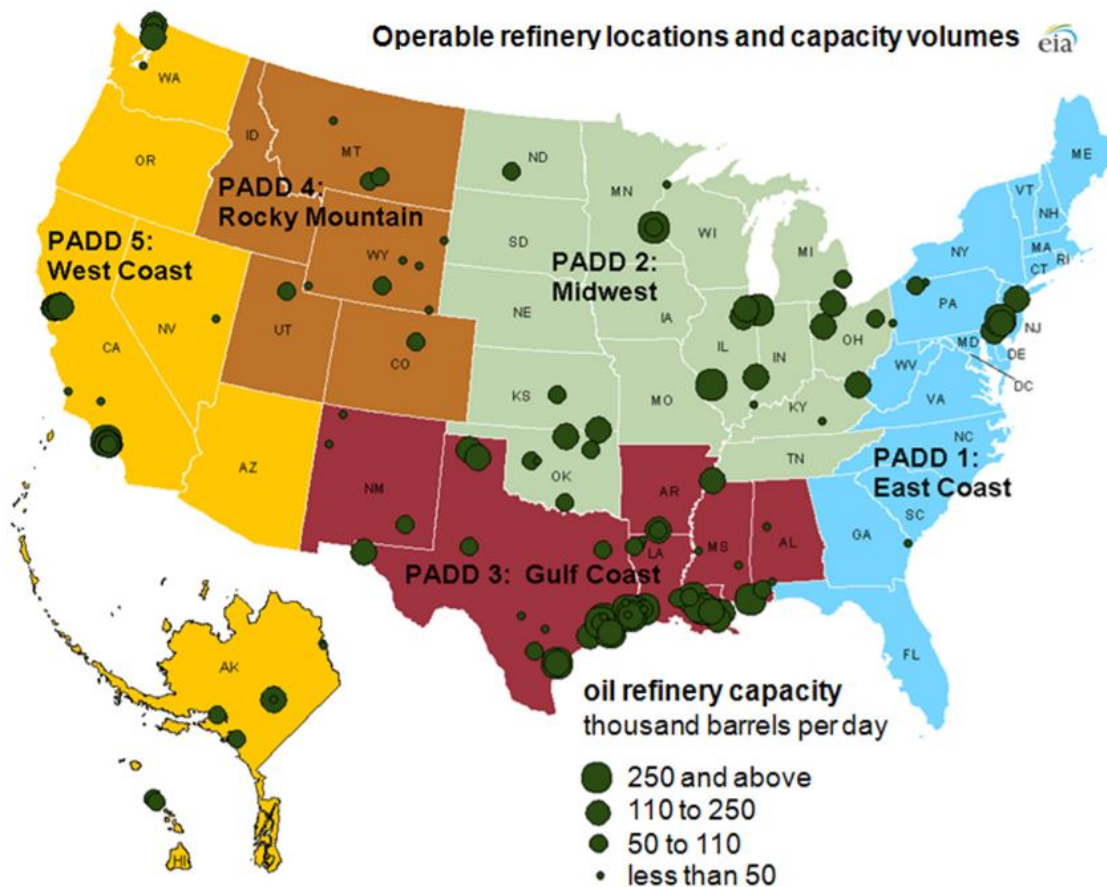 Operable refinery locations and capacity volumes
eia
WA
OR
ID
MT
ND
MN
ME
VT
NH
PADD 4:
Rocky Mountain
PADD 5:
West Coast
WY
SD
WI
MI
NY
MA
RI
CT
PADD 2:
Midwest
PA
NJ
NV
UT
NE
IA
IL
IN
OH
MD
DE
DC
CA
CO
KS
MO
WV
VA
KY
NC
TN
PADD 1:
East Coast
AZ
NM
OK
AR
SC
LA
MS
AL
GA
PADD 3: Gulf Coast
FL
AK
HI
oil refinery capacity
thousand barrels per day
250 and above
110 to 250
50 to 110
less than 50